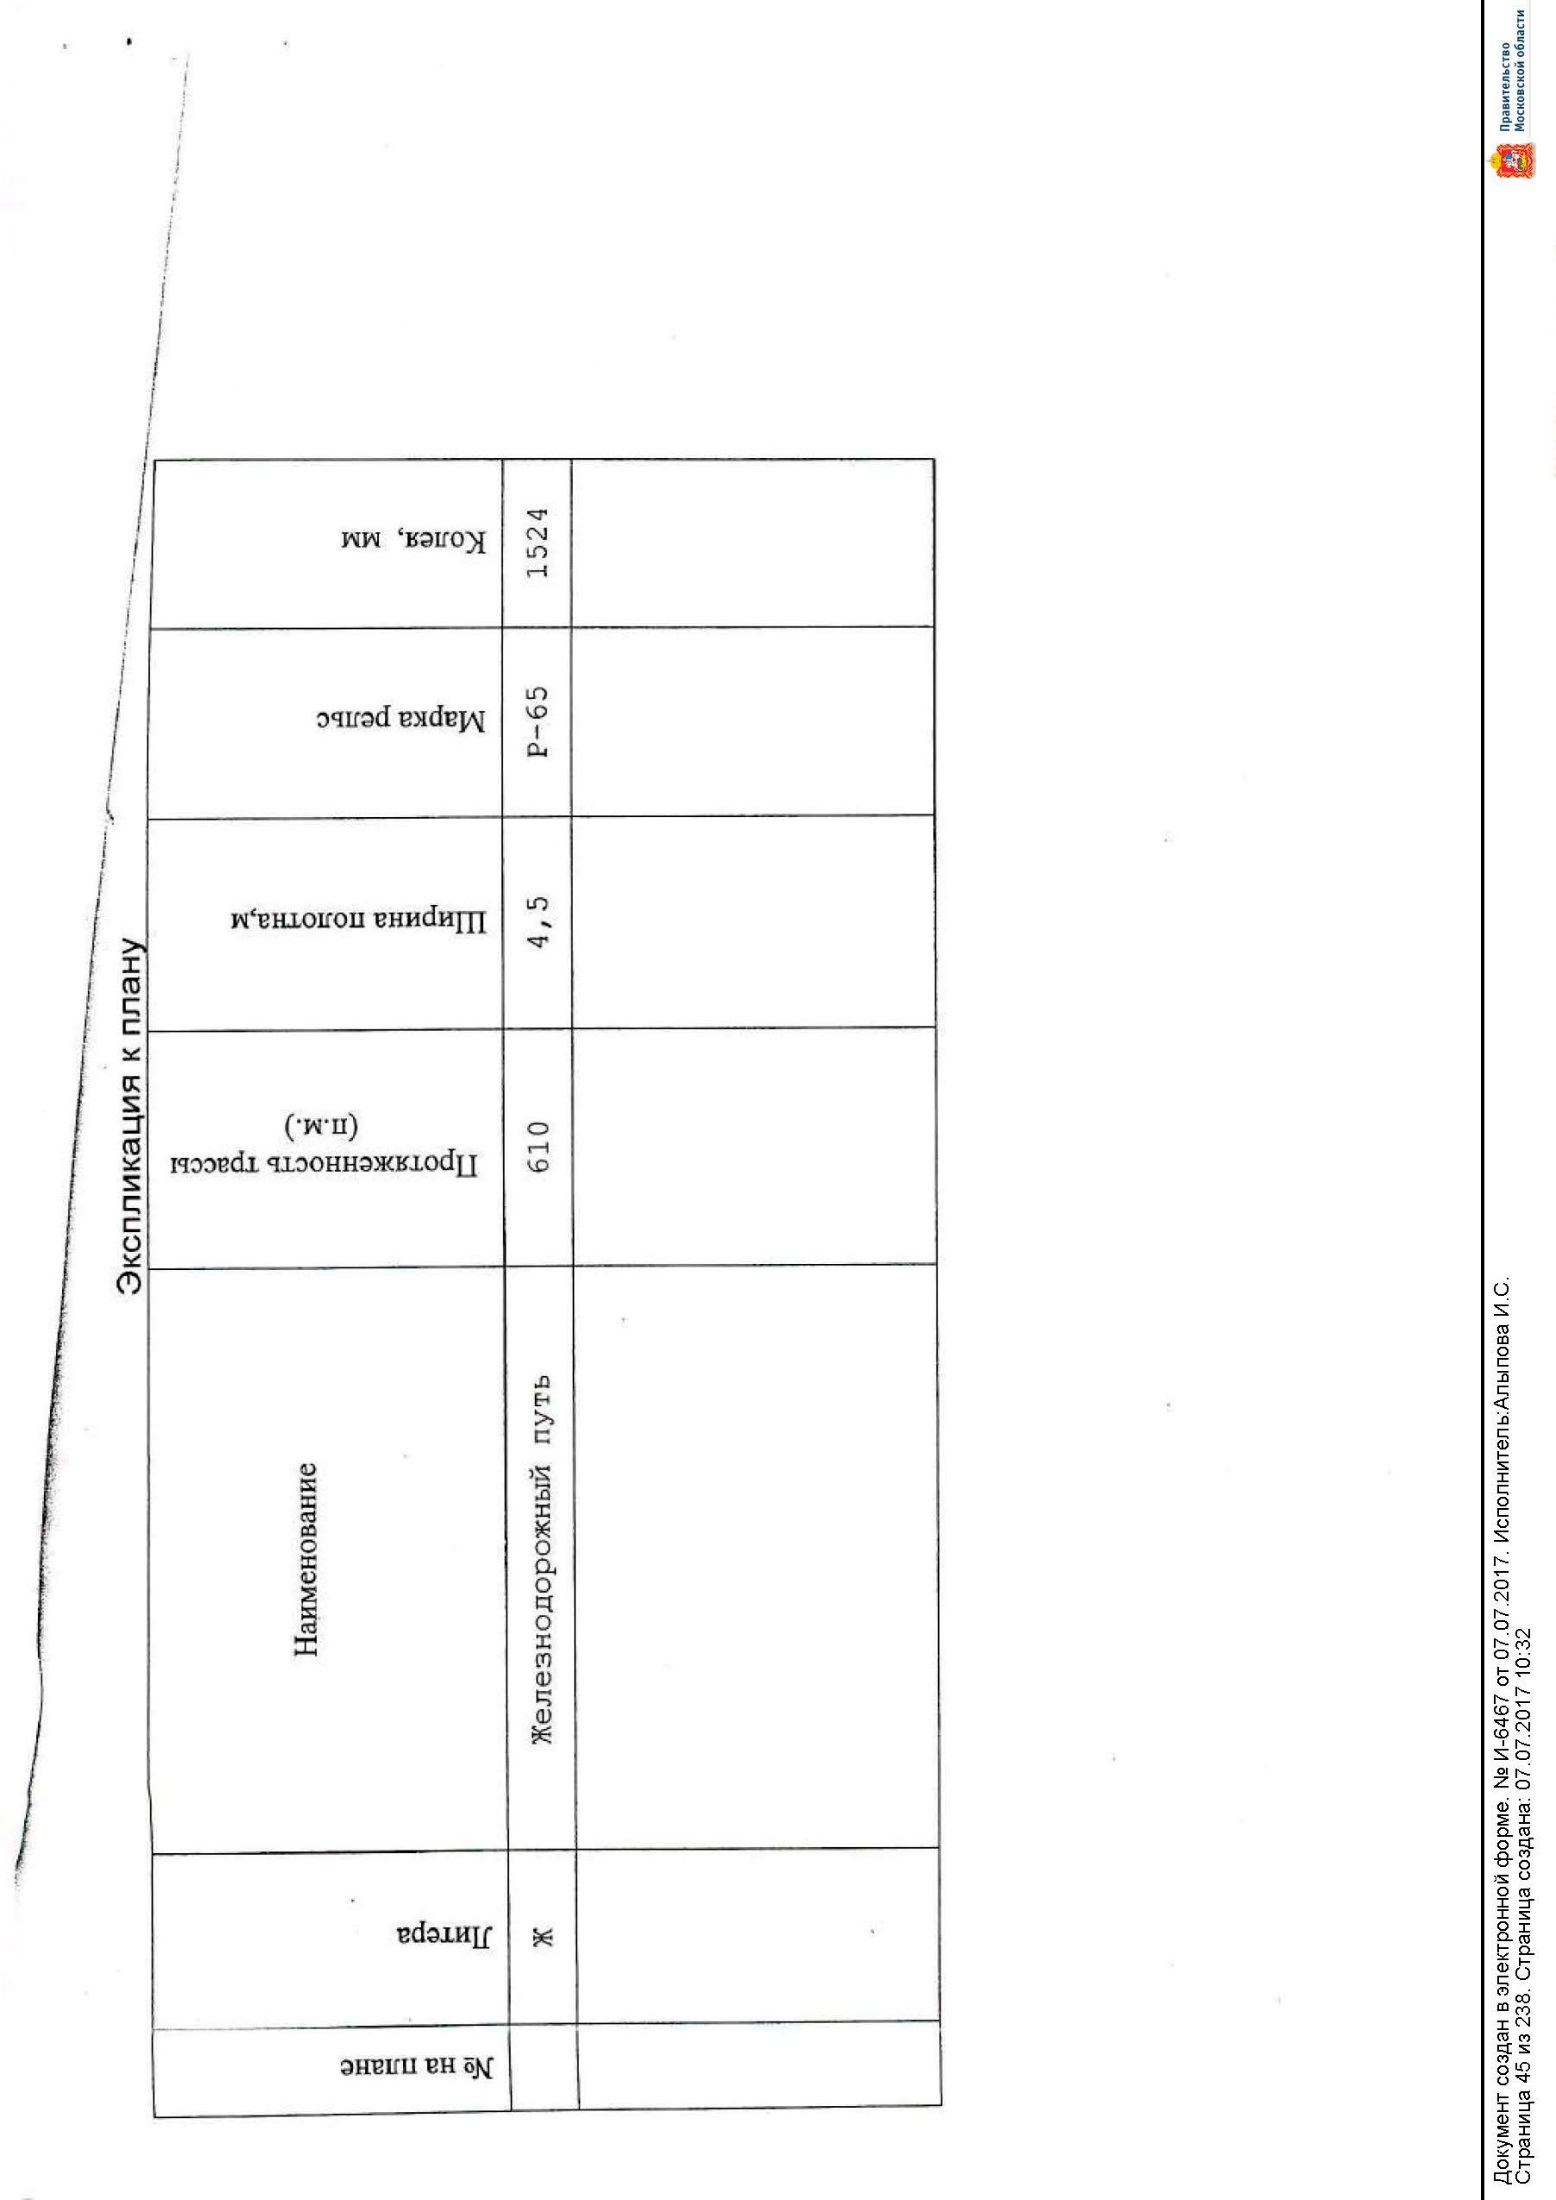 Экспликация к плану
№ на плане
Литера
Наименование
Протяженность трассы
(п.м.)
Ширина полотна,м
Марка рельс
Колея, мм
Ж
Железнодорожный путь
610
4,5
Р-65
1524
Документ создан в электронной форме. № И-6467 от 07.07.2017. Исполнитель:Алыпова И.С.
Страница 45 из 238. Страница создана: 07.07.2017 10:32
Правительство
Московской области